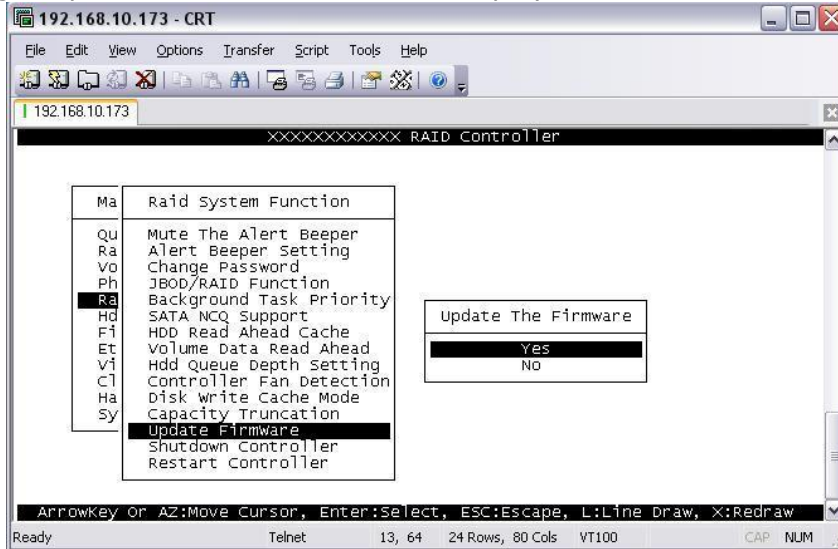 192.168.10.173 - CRT
File Edit View Options Transfer Script Tools Help
192.168.10.173
XXXXXXXXXXXX RAID Controller
Ma
Qu
Ra
Vo
Ph
Ra
Hd
Fi
Et
Vi
Cl
Ha
Sy
Raid System Function
Mute The Alert Beeper
Alert Beeper Setting
Change Password
JBOD/RAID Function
Background Task Priority
SATA NCQ Support
HDD Read Ahead Cache
Volume Data Read Ahead
Hdd Queue Depth Setting
Controller Fan Detection
Disk Write Cache Mode
Capacity Truncation
Update Firmware
Shutdown Controller
Restart Controller
Update The Firmware
Yes
No
ArrowKey Or AZ:Move Cursor, Enter:Select, ESC:Escape, L:Line Draw, X:Redraw
Ready Telnet 13, 64 24 Rows, 80 Cols VT100 CAP NUM